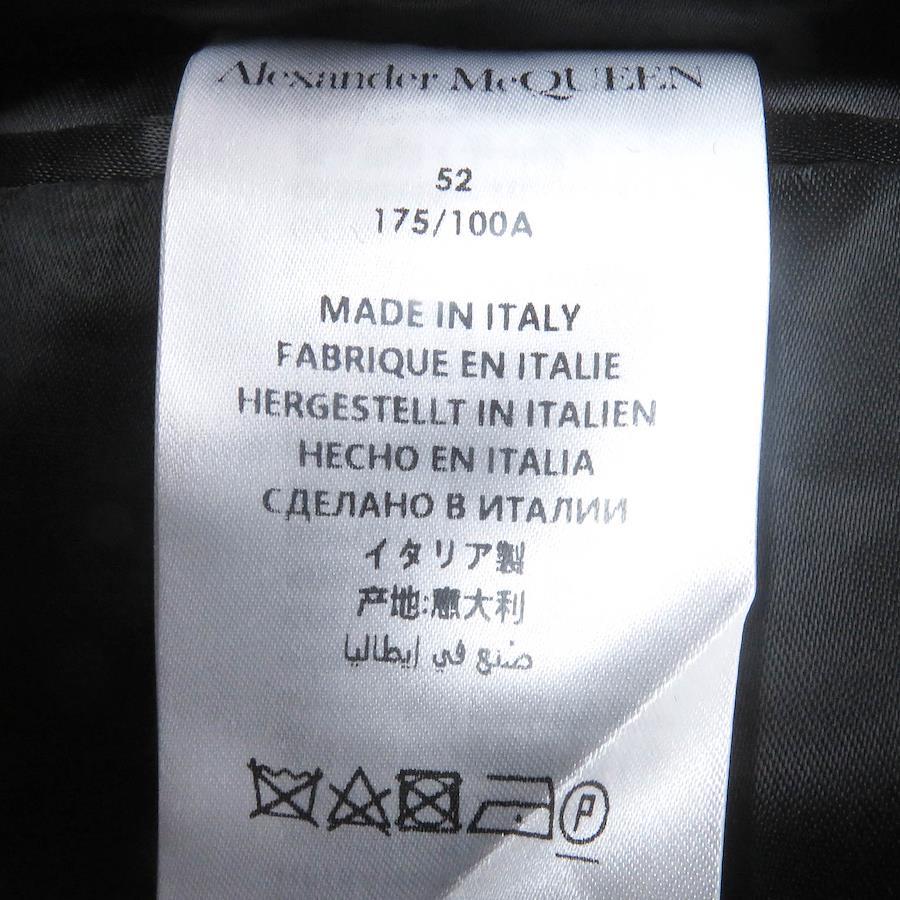 Alexander McQUEEN
52
175/100A
MADE IN ITALY
FABRIQUE EN ITALIE
HERGESTELLT IN ITALIEN
HECHO EN ITALIA
СДЕЛАНО В ИТАЛИИ
イタリア製
产地:意大利
صنع في إيطاليا
P